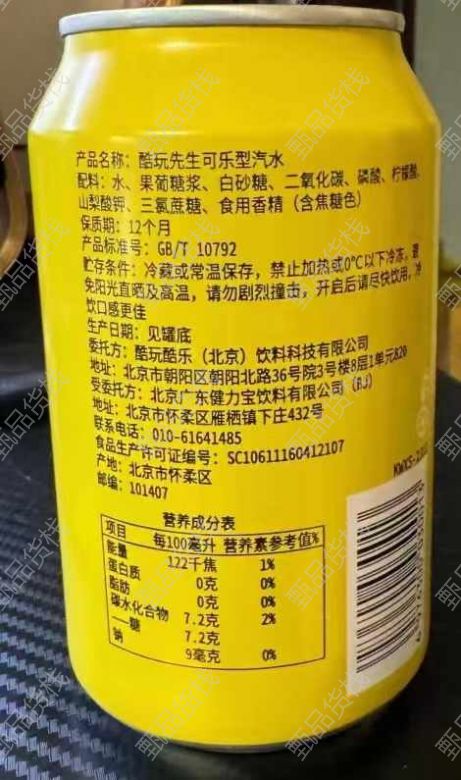 产品名称：酷玩先生可乐型汽水
配料：水、果葡糖浆、白砂糖、二氧化碳、磷酸、柠檬酸、
山梨酸钾、三氯蔗糖、食用香精（含焦糖色）
保质期：12个月
产品标准号：GB/T 10792
贮存条件：冷藏或常温保存，禁止加热或0℃以下冷冻，避
免阳光直晒及高温，请勿剧烈撞击，开启后请尽快饮用，冷
饮口感更佳
生产日期：见罐底
委托方：酷玩酷乐（北京）饮料科技有限公司
地址：北京市朝阳区朝阳北路36号院3号楼8层1单元820
受委托方：北京广东健力宝饮料有限公司（RJ）
地址：北京市怀柔区雁栖镇下庄432号
联系电话：010-61641485
食品生产许可证编号：SC10611160412107
产地：北京市怀柔区
邮编：101407
营养成分表
项目 每100毫升 营养素参考值%
能量 122千焦 1%
蛋白质 0克 0%
脂肪 0克 0%
碳水化合物 7.2克 2%
——糖 7.2克
钠 9毫克 0%
甄品货栈